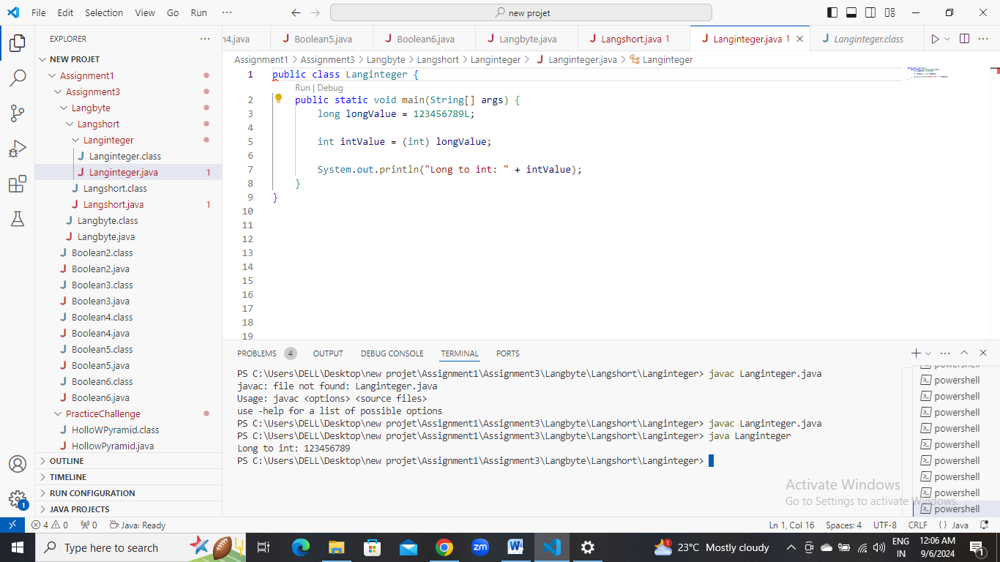 File Edit Selection View Go Run ··· new projet
EXPLORER ···
n4.java Boolean5.java Boolean6.java Langbyte.java Langshort.java 1 Langinteger.java 1 Langinteger.class ···
NEW PROJET
Assignment1 > Assignment3 > Langbyte > Langshort > Langinteger > Langinteger.java > Langinteger
Assignment1
Assignment3
Langbyte
Langshort
Langinteger
Langinteger.class
Langinteger.java 1
Langshort.class
Langshort.java 1
Langbyte.class
Langbyte.java
Boolean2.class
Boolean2.java
Boolean3.class
Boolean3.java
Boolean4.class
Boolean4.java
Boolean5.class
Boolean5.java
Boolean6.class
Boolean6.java
PracticeChallenge
HolloWPyramid.class
HollowPyramid.java
OUTLINE
TIMELINE
RUN CONFIGURATION
JAVA PROJECTS
1 public class Langinteger {
Run | Debug
2 public static void main(String[] args) {
3 long longValue = 123456789L;
4
5 int intValue = (int) longValue;
6
7 System.out.println("Long to int: " + intValue);
8 }
9 }
10
11
12
13
14
15
16
17
18
19
PROBLEMS 4 OUTPUT DEBUG CONSOLE TERMINAL PORTS
PS C:\Users\DELL\Desktop\new projet\Assignment1\Assignment3\Langbyte\Langshort\Langinteger> javac Langinteger.java
javac: file not found: Langinteger.java
Usage: javac <options> <source files>
use -help for a list of possible options
PS C:\Users\DELL\Desktop\new projet\Assignment1\Assignment3\Langbyte\Langshort\Langinteger> javac Langinteger.java
PS C:\Users\DELL\Desktop\new projet\Assignment1\Assignment3\Langbyte\Langshort\Langinteger> java Langinteger
Long to int: 123456789
PS C:\Users\DELL\Desktop\new projet\Assignment1\Assignment3\Langbyte\Langshort\Langinteger>
powershell
powershell
powershell
powershell
powershell
powershell
powershell
powershell
powershell
powershell
Activate Windows
Go to Settings to activate Windows.
1
4 0 0 Java: Ready Ln 1, Col 16 Spaces: 4 UTF-8 CRLF {} Java
Type here to search zm W 1 23°C Mostly cloudy ENG IN 12:06 AM 9/6/2024 1